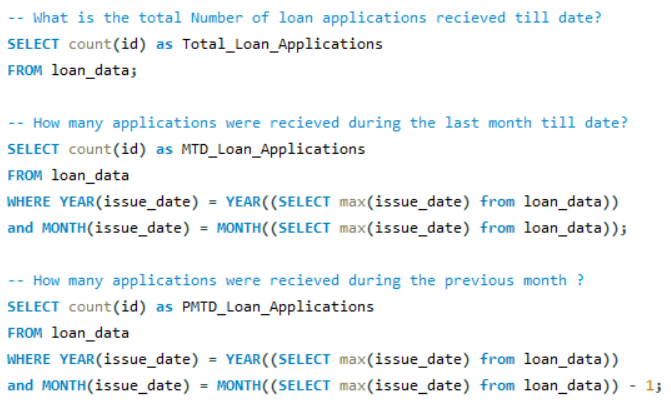 -- What is the total Number of loan applications recieved till date?
SELECT count(id) as Total_Loan_Applications
FROM loan_data;
-- How many applications were recieved during the last month till date?
SELECT count(id) as MTD_Loan_Applications
FROM loan_data
WHERE YEAR(issue_date) = YEAR((SELECT max(issue_date) from loan_data))
and MONTH(issue_date) = MONTH((SELECT max(issue_date) from loan_data));
-- How many applications were recieved during the previous month ?
SELECT count(id) as PMTD_Loan_Applications
FROM loan_data
WHERE YEAR(issue_date) = YEAR((SELECT max(issue_date) from loan_data))
and MONTH(issue_date) = MONTH((SELECT max(issue_date) from loan_data)) - 1;